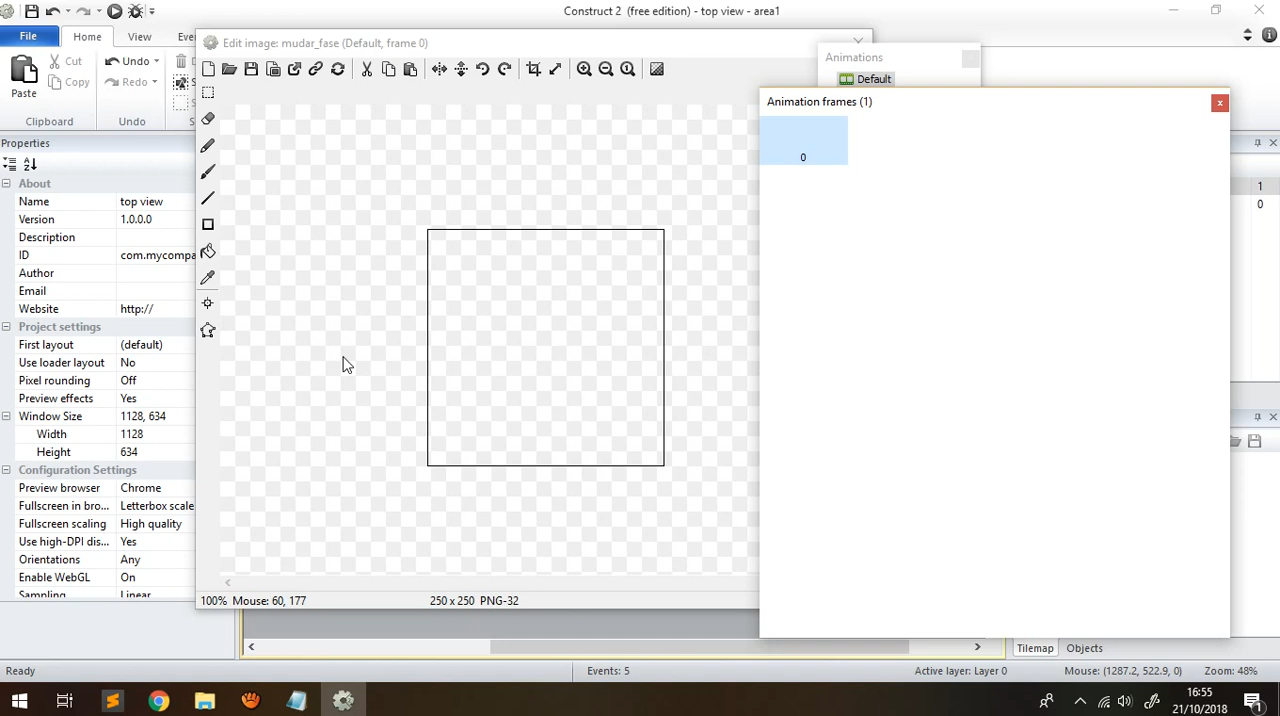 Construct 2 (free edition) - top view - area1
File
Home
View
Paste
Cut
Copy
Clipboard
Undo
Redo
Undo
Edit image: mudar_fase (Default, frame 0)
Animations
Default
Animation frames (1)
0
Properties
About
Name top view
Version 1.0.0.0
Description
ID com.mycompa
Author
Email
Website http://
Project settings
First layout (default)
Use loader layout No
Pixel rounding Off
Preview effects Yes
Window Size 1128, 634
Width 1128
Height 634
Configuration Settings
Preview browser Chrome
Fullscreen in bro... Letterbox scale
Fullscreen scaling High quality
Use high-DPI dis... Yes
Orientations Any
Enable WebGL On
Sampling Linear
1
0
100% Mouse: 60, 177 250 x 250 PNG-32
Tilemap Objects
Ready Events: 5 Active layer: Layer 0 Mouse: (1287.2, 522.9, 0) Zoom: 48%
16:55
21/10/2018
1